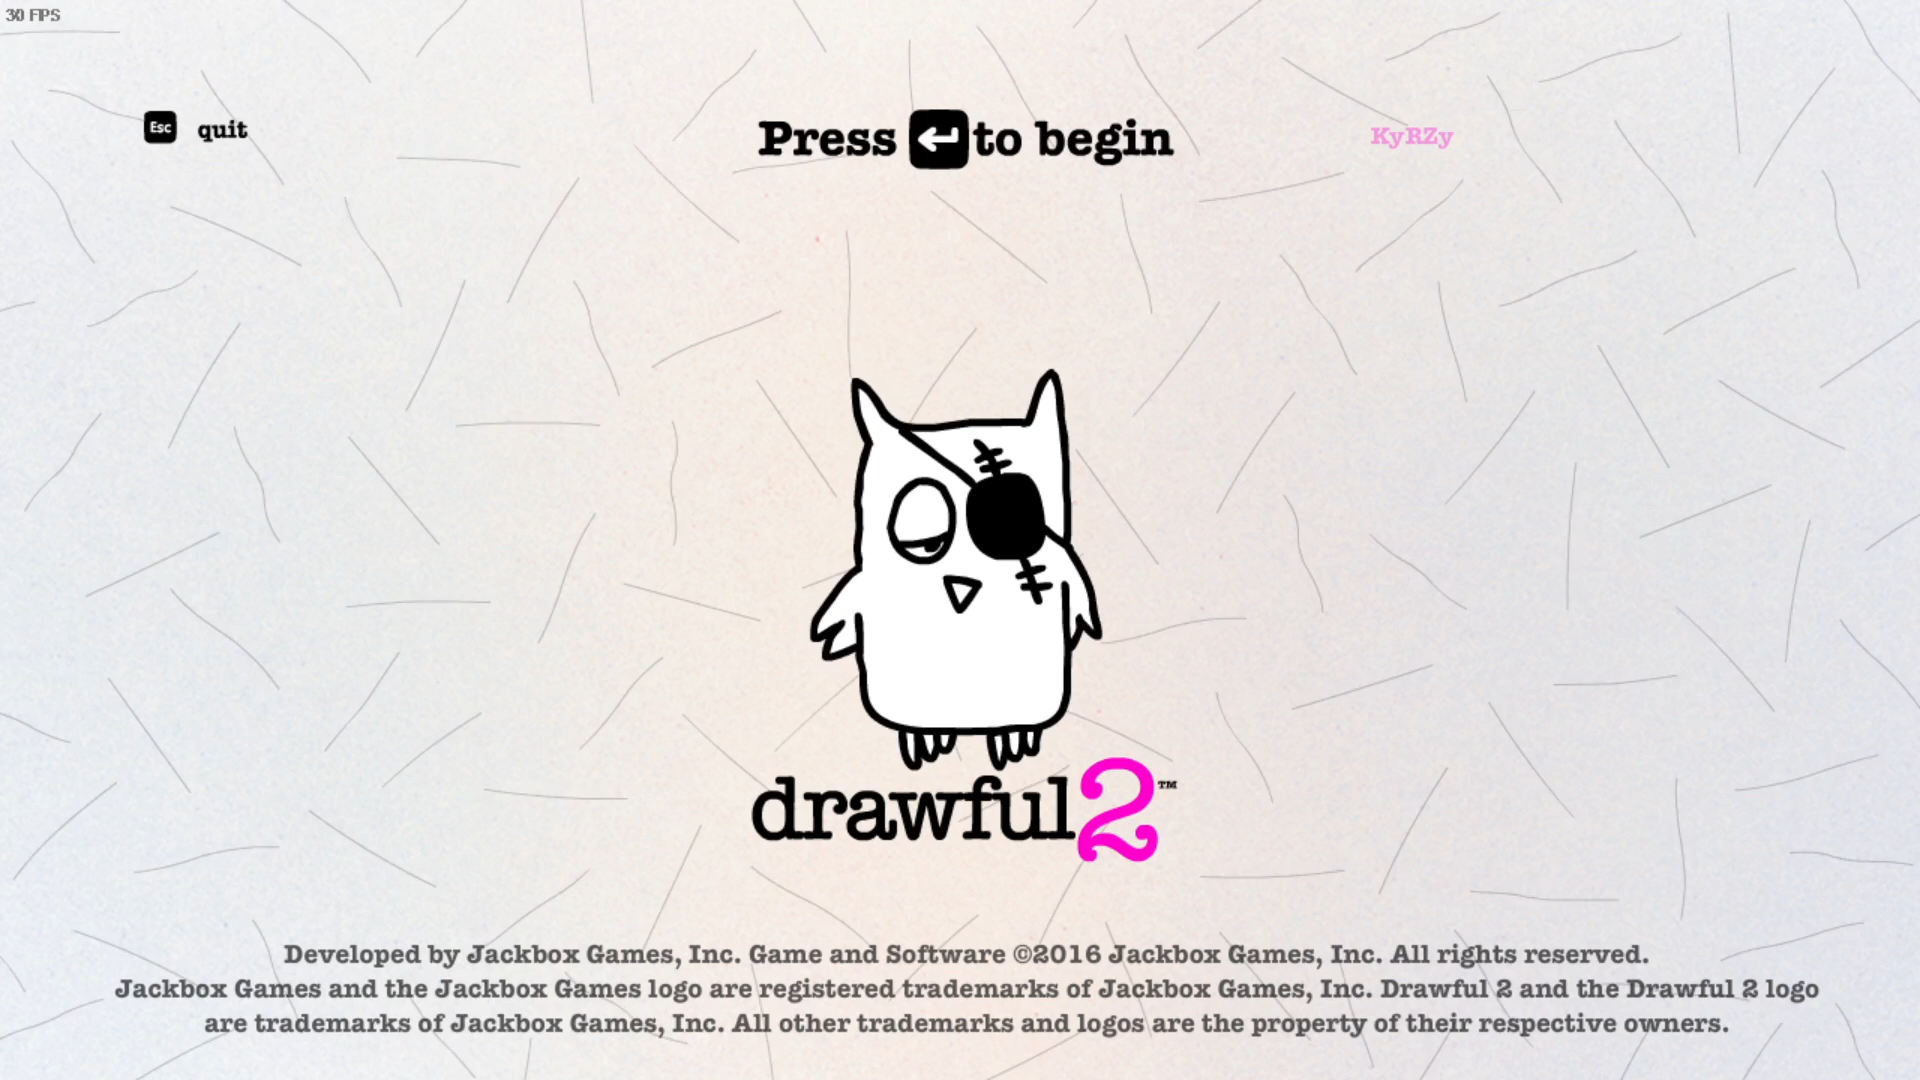 30 FPS
Esc quit
Press to begin
KyRZy
drawful 2™
Developed by Jackbox Games, Inc. Game and Software ©2016 Jackbox Games, Inc. All rights reserved.
Jackbox Games and the Jackbox Games logo are registered trademarks of Jackbox Games, Inc. Drawful 2 and the Drawful 2 logo
are trademarks of Jackbox Games, Inc. All other trademarks and logos are the property of their respective owners.